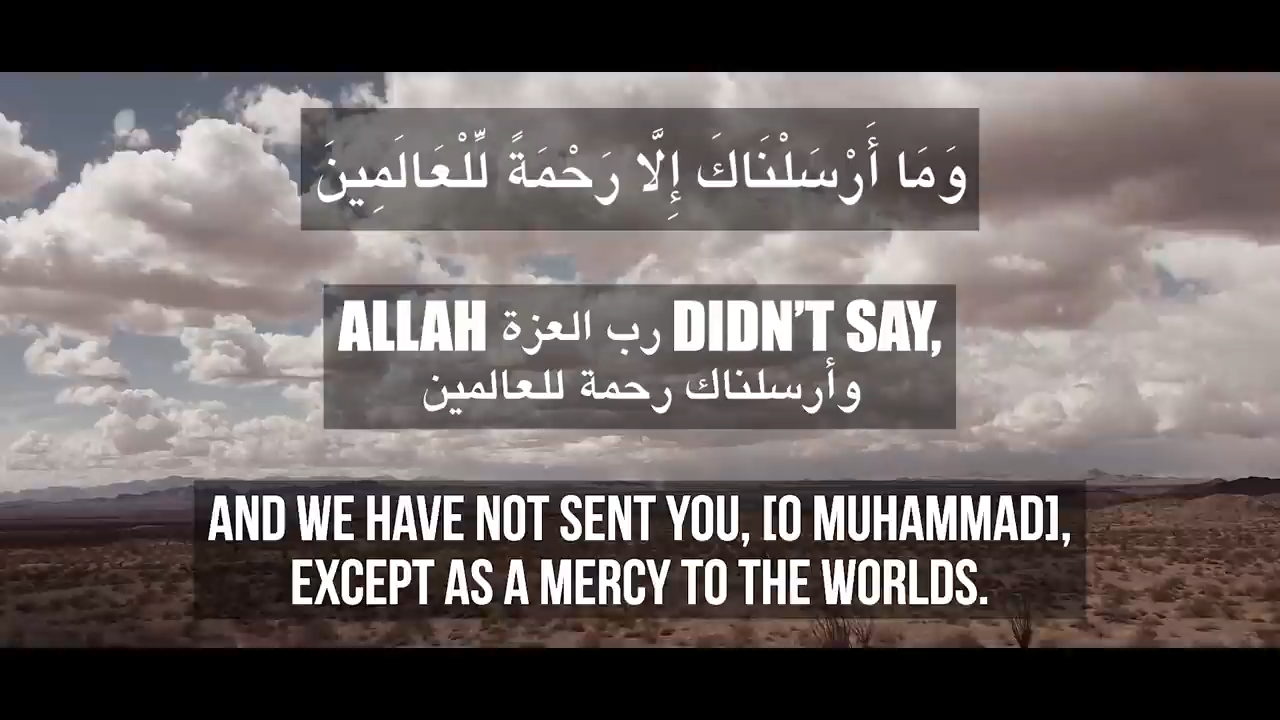 وَمَا أَرْسَلْنَاكَ إِلَّا رَحْمَةً لِّلْعَالَمِينَ
ALLAH رب العزة DIDN'T SAY,
وأرسلناك رحمة للعالمين
AND WE HAVE NOT SENT YOU, [O MUHAMMAD],
EXCEPT AS A MERCY TO THE WORLDS.